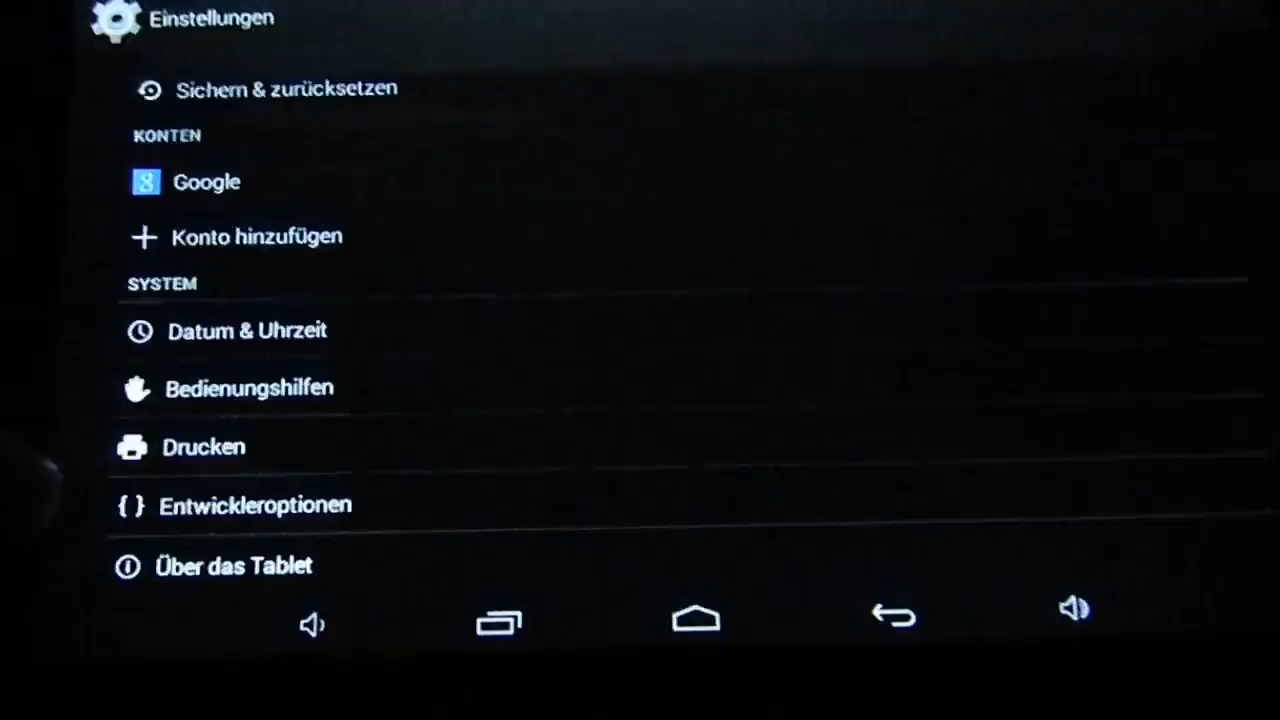 Einstellungen
Sichern & zurücksetzen
KONTEN
Google
Konto hinzufügen
SYSTEM
Datum & Uhrzeit
Bedienungshilfen
Drucken
Entwickleroptionen
Über das Tablet